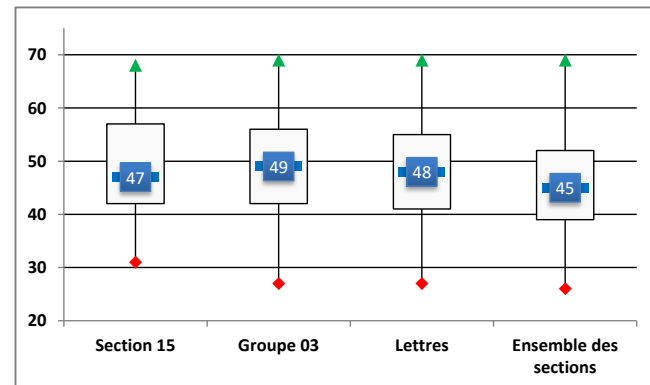 70
60
50
40
30
20
47
49
48
45
Section 15
Groupe 03
Lettres
Ensemble des
sections